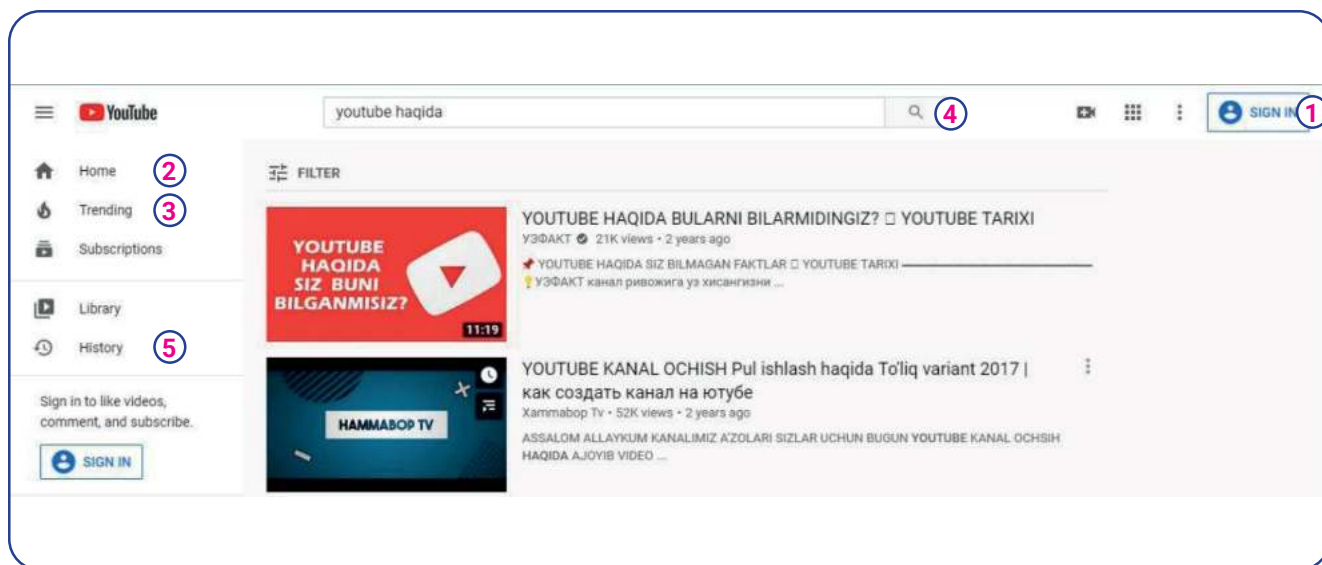 YouTube
youtube haqida
4
SIGN IN
1
Home
2
Trending
3
Subscriptions
Library
History
5
Sign in to like videos,
comment, and subscribe.
SIGN IN
FILTER
YOUTUBE
HAQIDA
SIZ BUNI
BILGANMISIZ?
11:19
YOUTUBE HAQIDA BULARNI BILARMIDINGIZ? YOUTUBE TARIXI
УЗФАКТ 21K views • 2 years ago
YOUTUBE HAQIDA SIZ BILMAGAN FAKTLAR YOUTUBE TARIXI
УЗФАКТ канал ривожига уз хисангизни ...
HAMMABOP TV
YOUTUBE KANAL OCHISH Pul ishlash haqida To'liq variant 2017 |
как создать канал на ютубе
Xammabop Tv • 52K views • 2 years ago
ASSALOM ALLAYKUM KANALIMIZ A'ZOLARI SIZLAR UCHUN BUGUN YOUTUBE KANAL OCHSIH
HAQIDA AJOYIB VIDEO ...